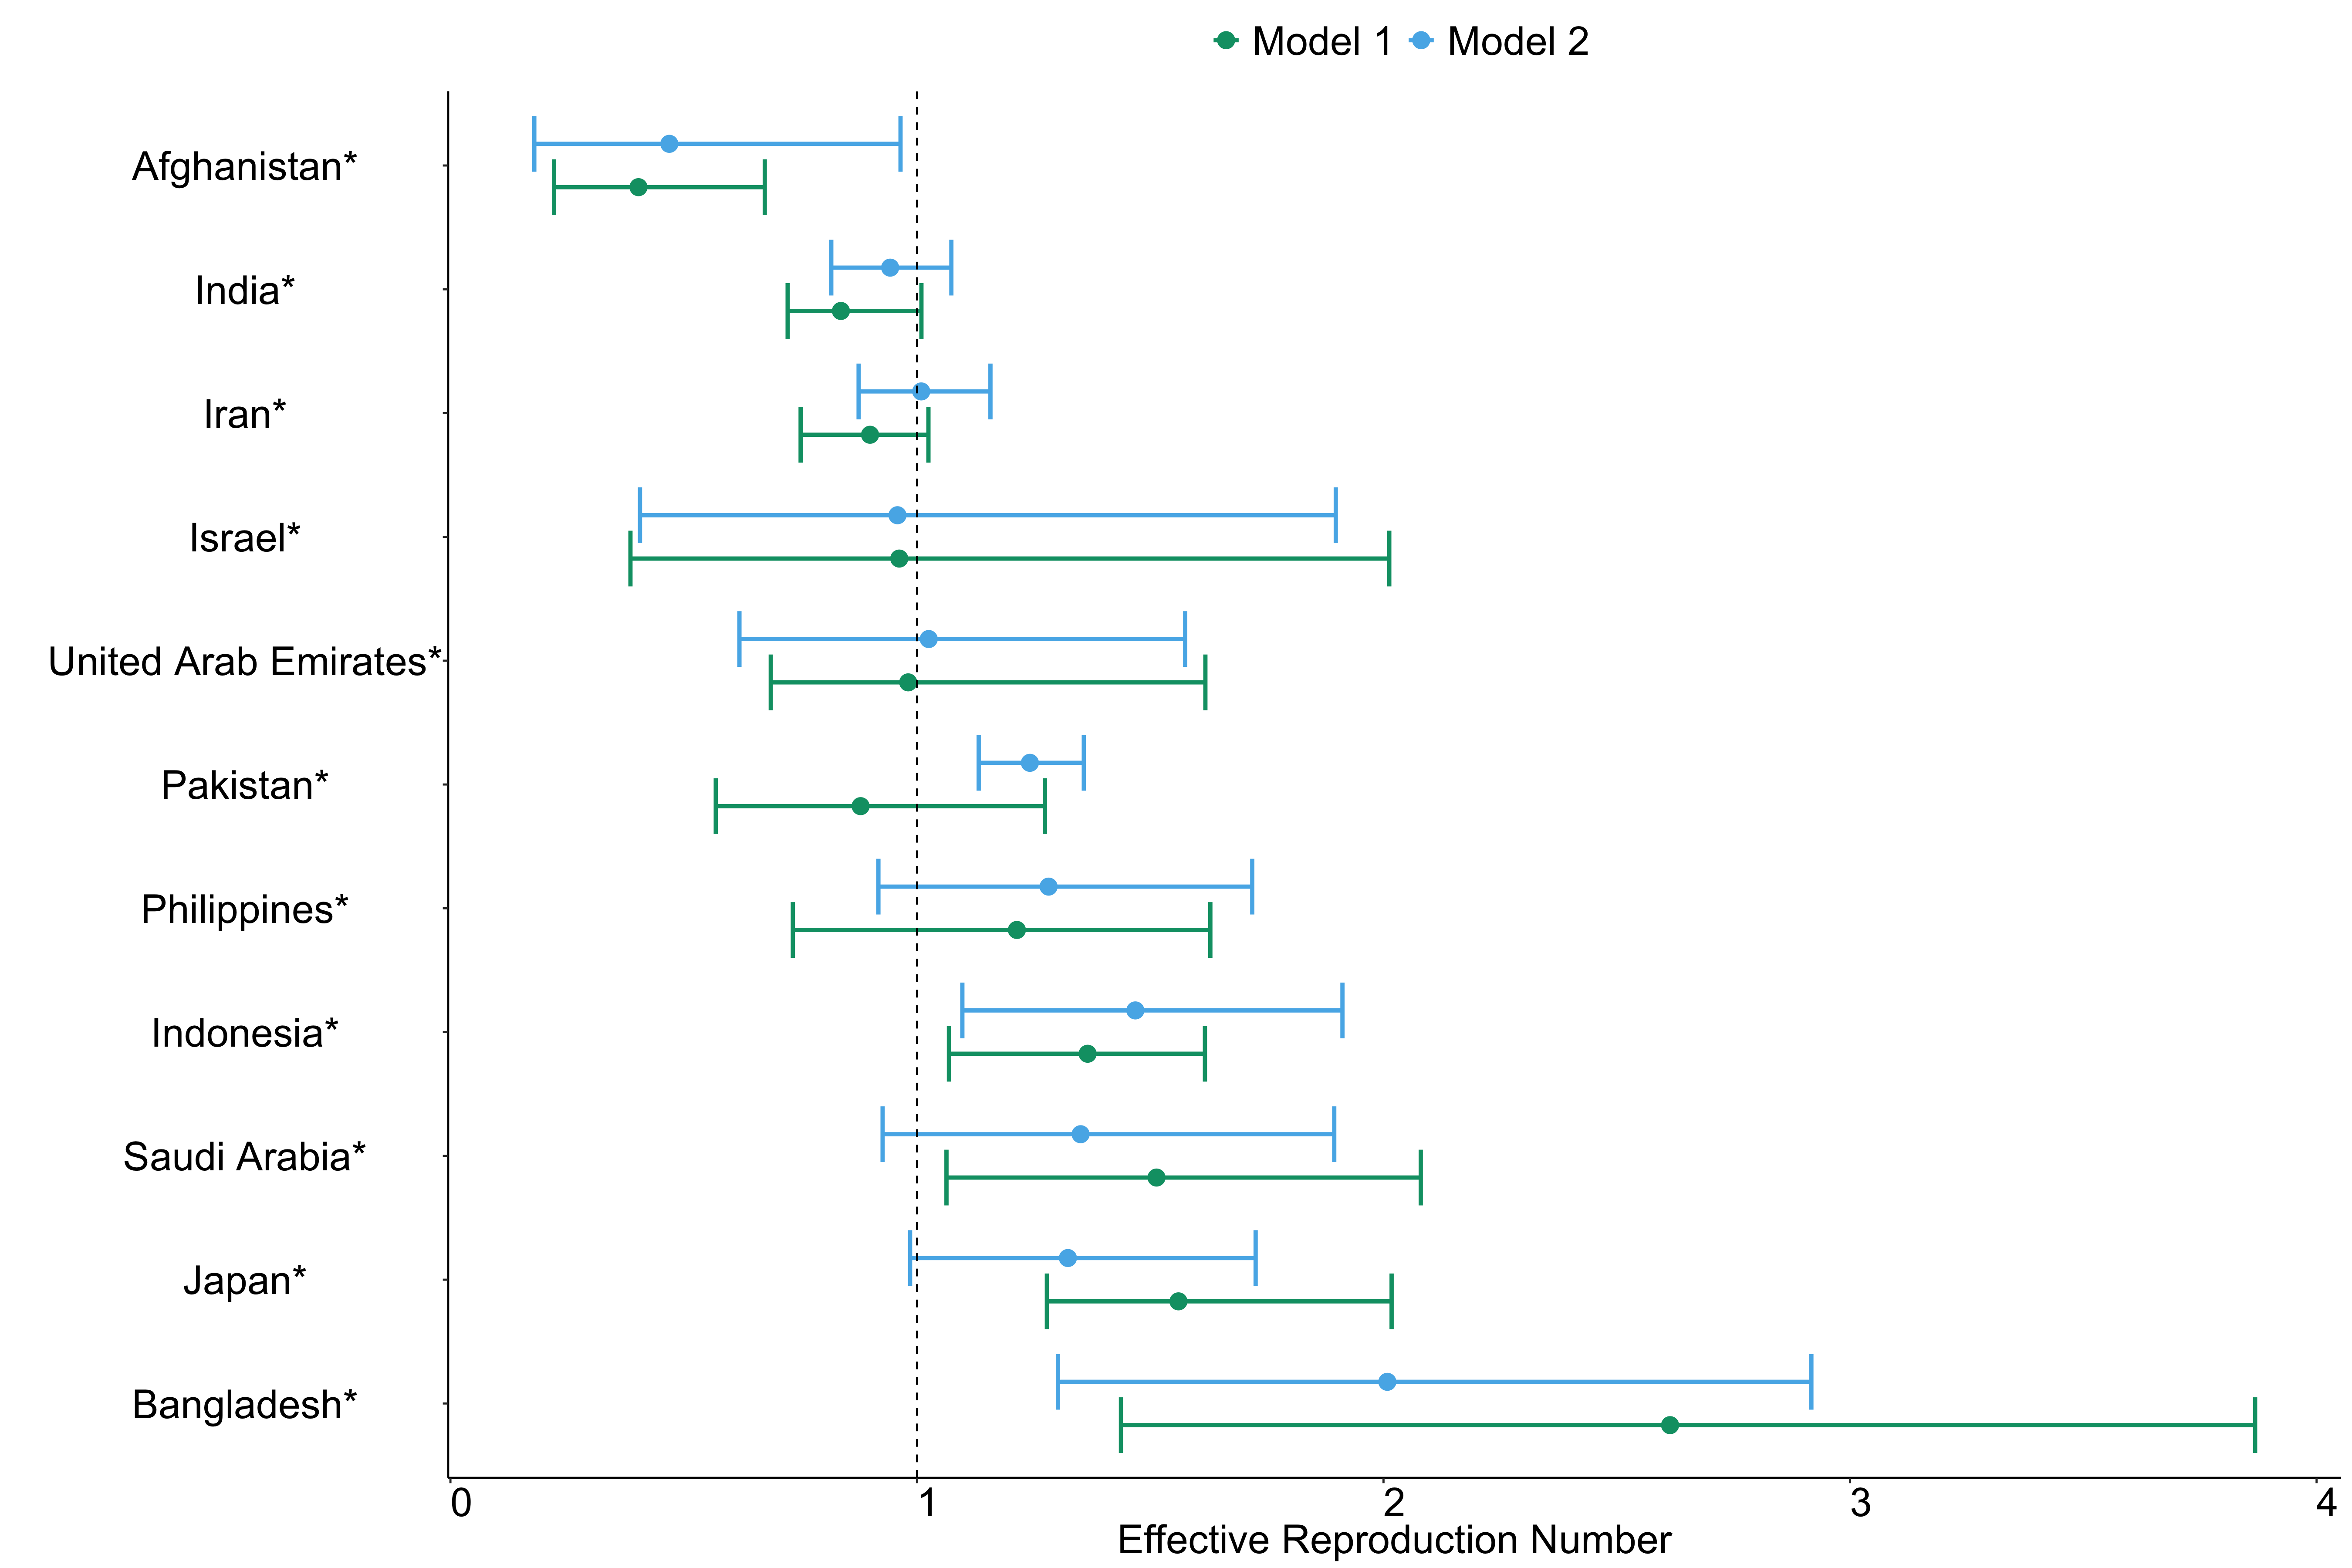 Model 1 Model 2
Afghanistan*
India*
Iran*
Israel*
United Arab Emirates*
Pakistan*
Philippines*
Indonesia*
Saudi Arabia*
Japan*
Bangladesh*
0 1 2 3 4
Effective Reproduction Number